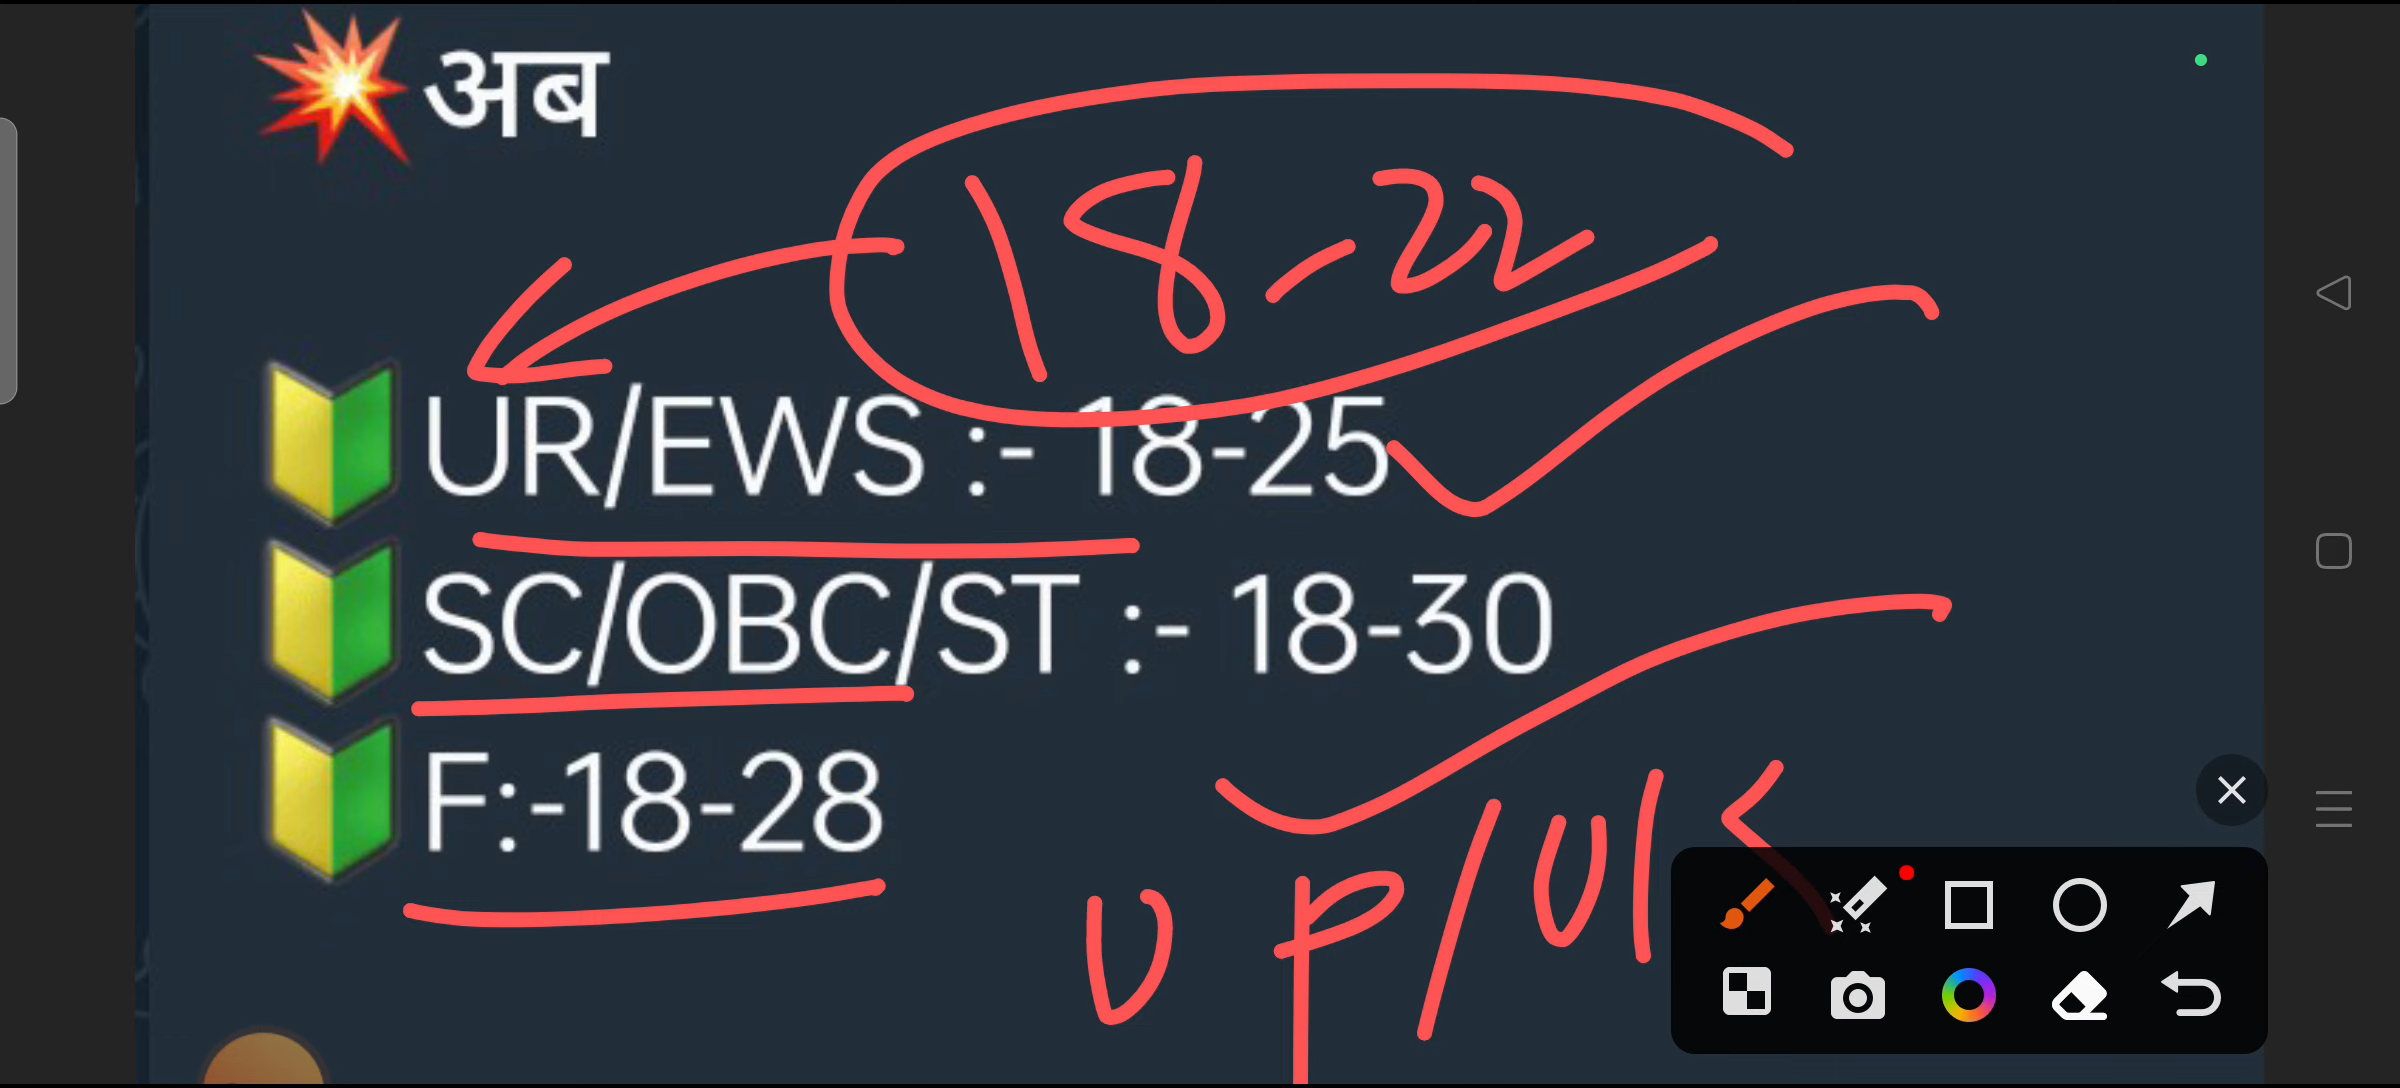 अब
18-22
UR/EWS :- 18-25
SC/OBC/ST :- 18-30
F:-18-28
UP/UK